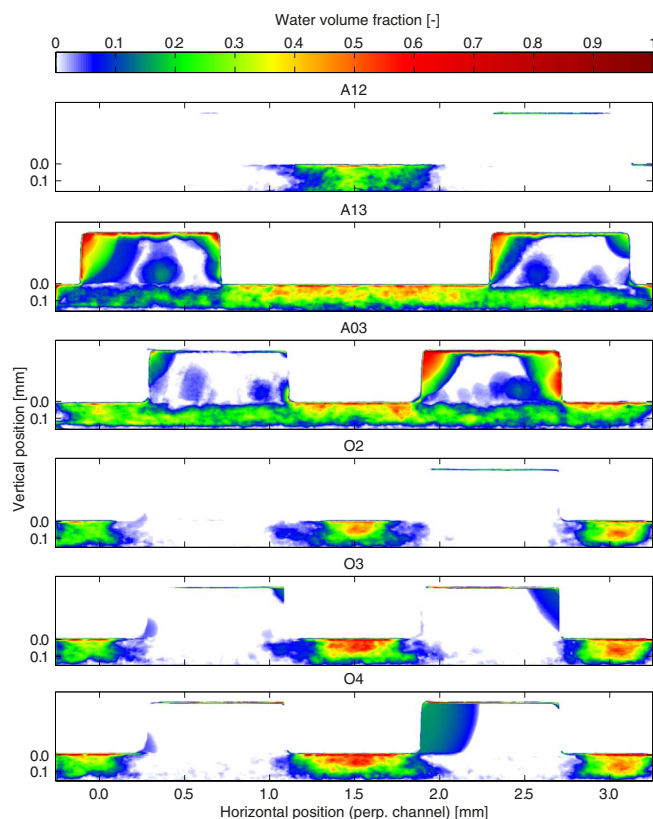 Water volume fraction [-]
0 0.1 0.2 0.3 0.4 0.5 0.6 0.7 0.8 0.9 1
A12
0.0
0.1
A13
0.0
0.1
A03
0.0
0.1
Vertical position [mm]
O2
0.0
0.1
O3
0.0
0.1
O4
0.0
0.1
0.0 0.5 1.0 1.5 2.0 2.5 3.0
Horizontal position (perp. channel) [mm]